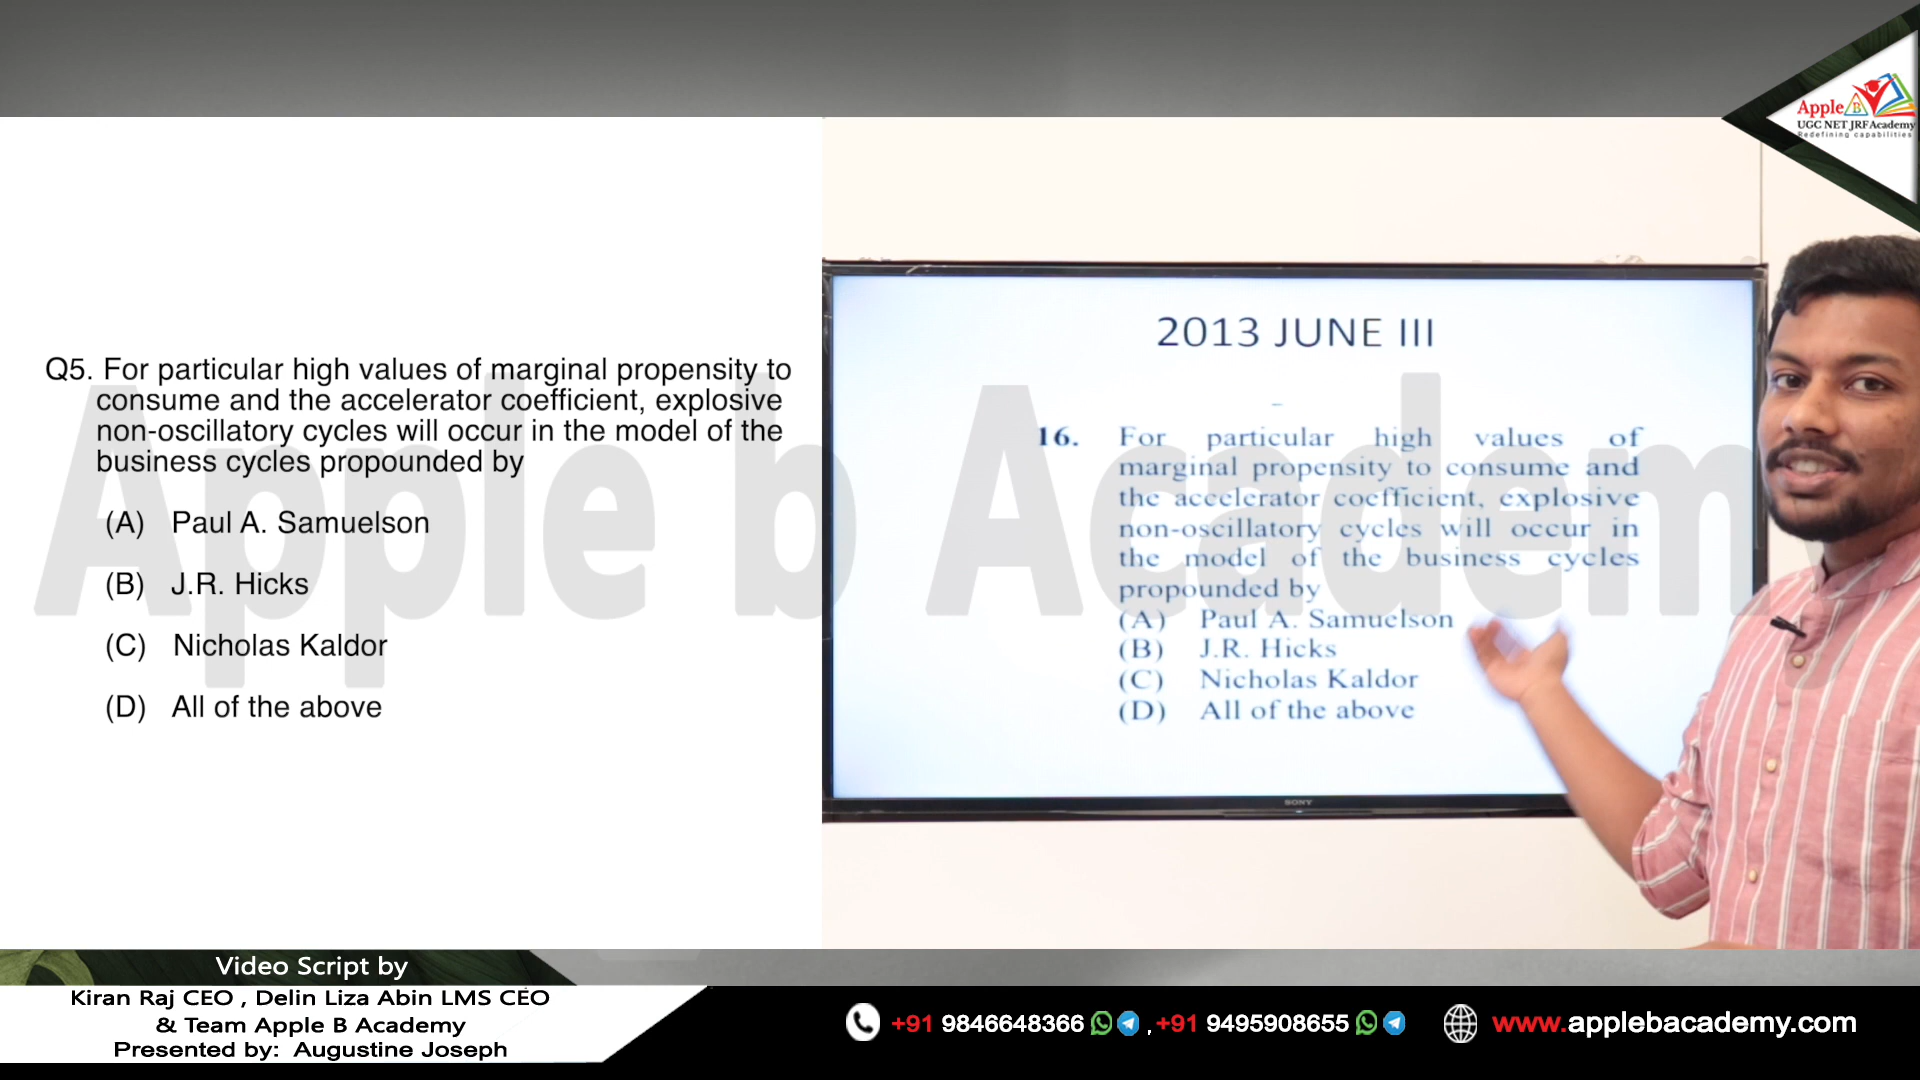 Apple B
UGC NET JRF Academy
Redefining capabilities
Q5. For particular high values of marginal propensity to
consume and the accelerator coefficient, explosive
non-oscillatory cycles will occur in the model of the
business cycles propounded by
(A) Paul A. Samuelson
(B) J.R. Hicks
(C) Nicholas Kaldor
(D) All of the above
2013 JUNE III
16. For particular high values of
marginal propensity to consume and
the accelerator coefficient, explosive
non-oscillatory cycles will occur in
the model of the business cycles
propounded by
(A) Paul A. Samuelson
(B) J.R. Hicks
(C) Nicholas Kaldor
(D) All of the above
SONY
Apple b Academy
Video Script by
Kiran Raj CEO , Delin Liza Abin LMS CEO
& Team Apple B Academy
Presented by: Augustine Joseph
+91 9846648366 , +91 9495908655 www.applebacademy.com